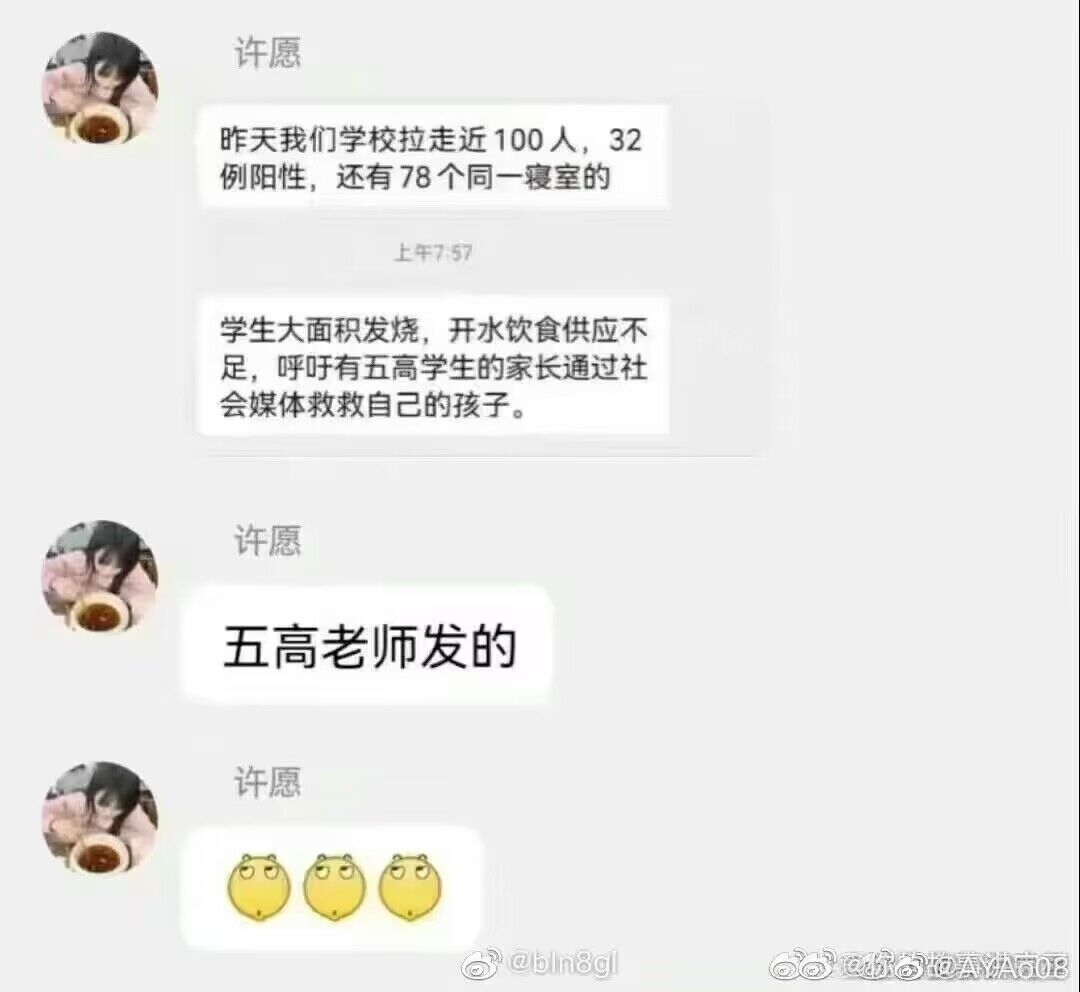 许愿
昨天我们学校拉走近100人，32
例阳性，还有78个同一寝室的
上午7:57
学生大面积发烧，开水饮食供应不
足，呼吁有五高学生的家长通过社
会媒体救救自己的孩子。
许愿
五高老师发的
许愿
@bln8gl
@AYA608